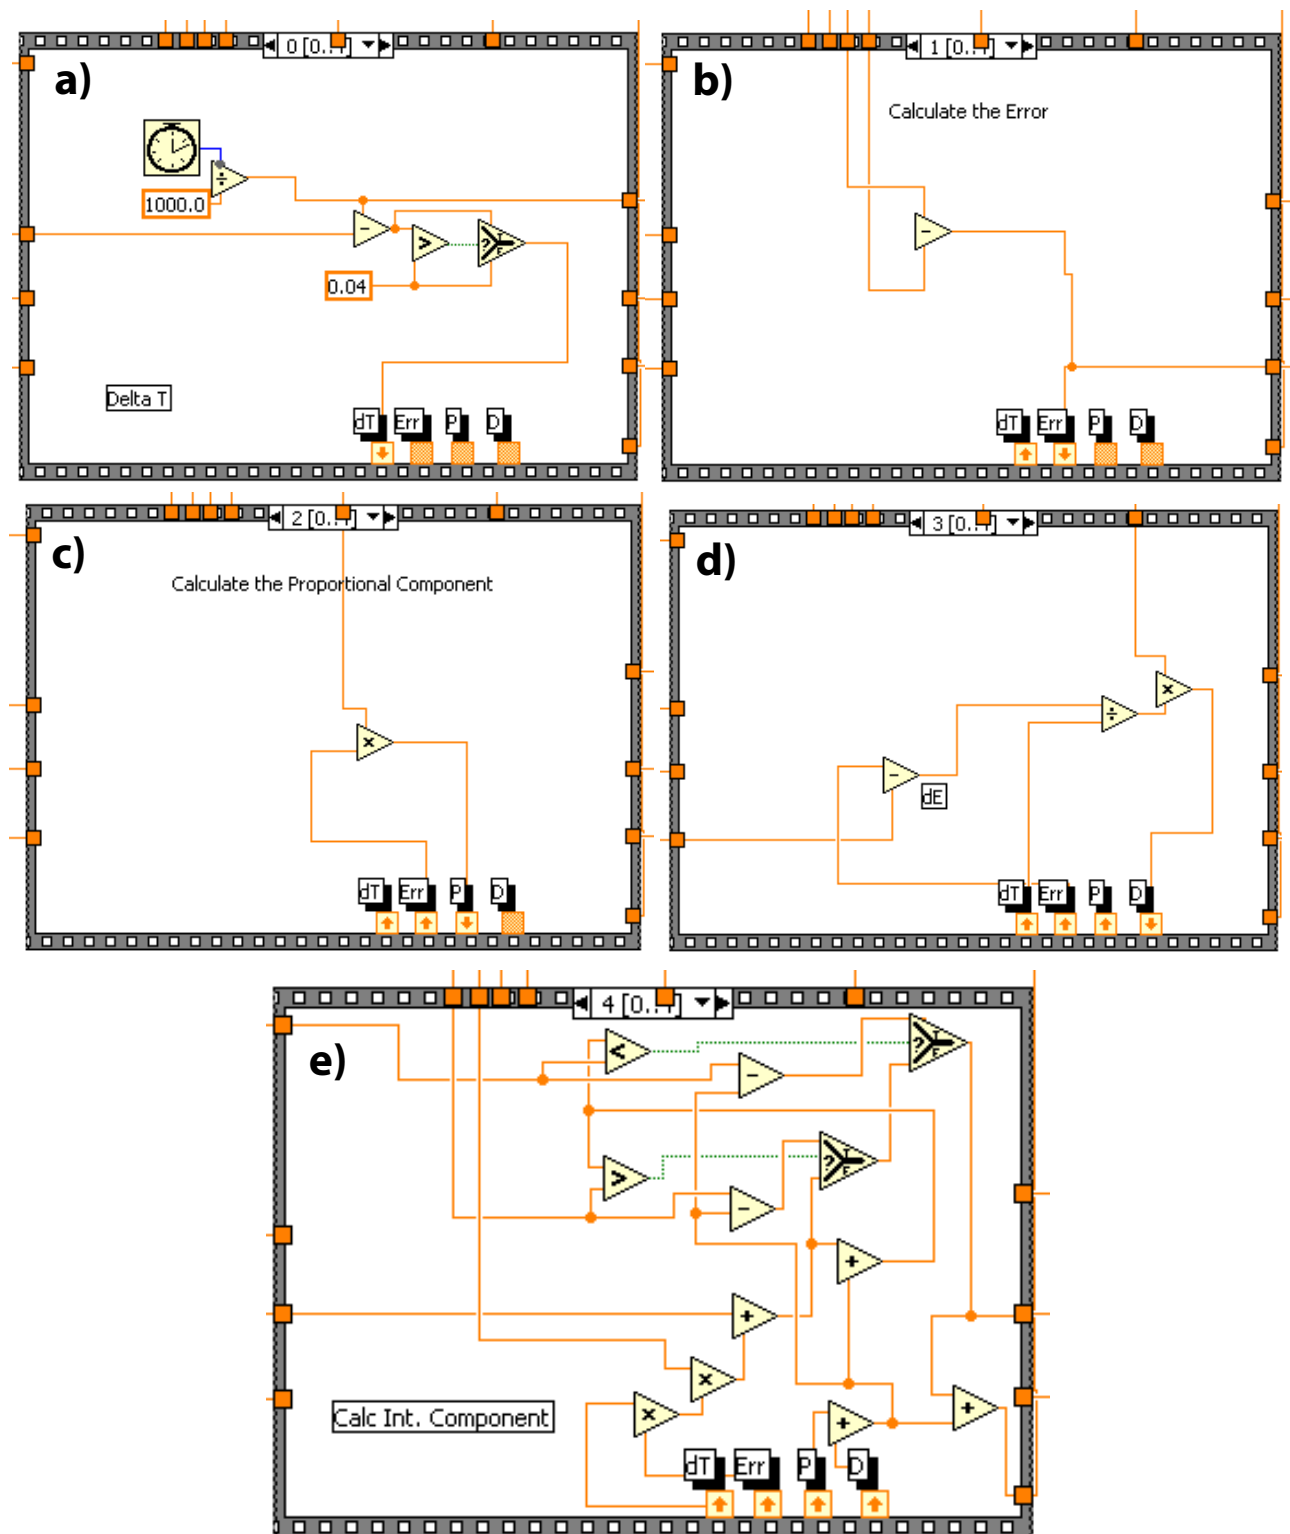 0 [0..
a)
1000.0
0.04
Delta T
dT Err P D
1 [0..
b)
Calculate the Error
dT Err P D
2 [0..
c)
Calculate the Proportional Component
dT Err P D
3 [0..
d)
dE
dT Err P D
4 [0..
e)
Calc Int. Component
dT Err P D